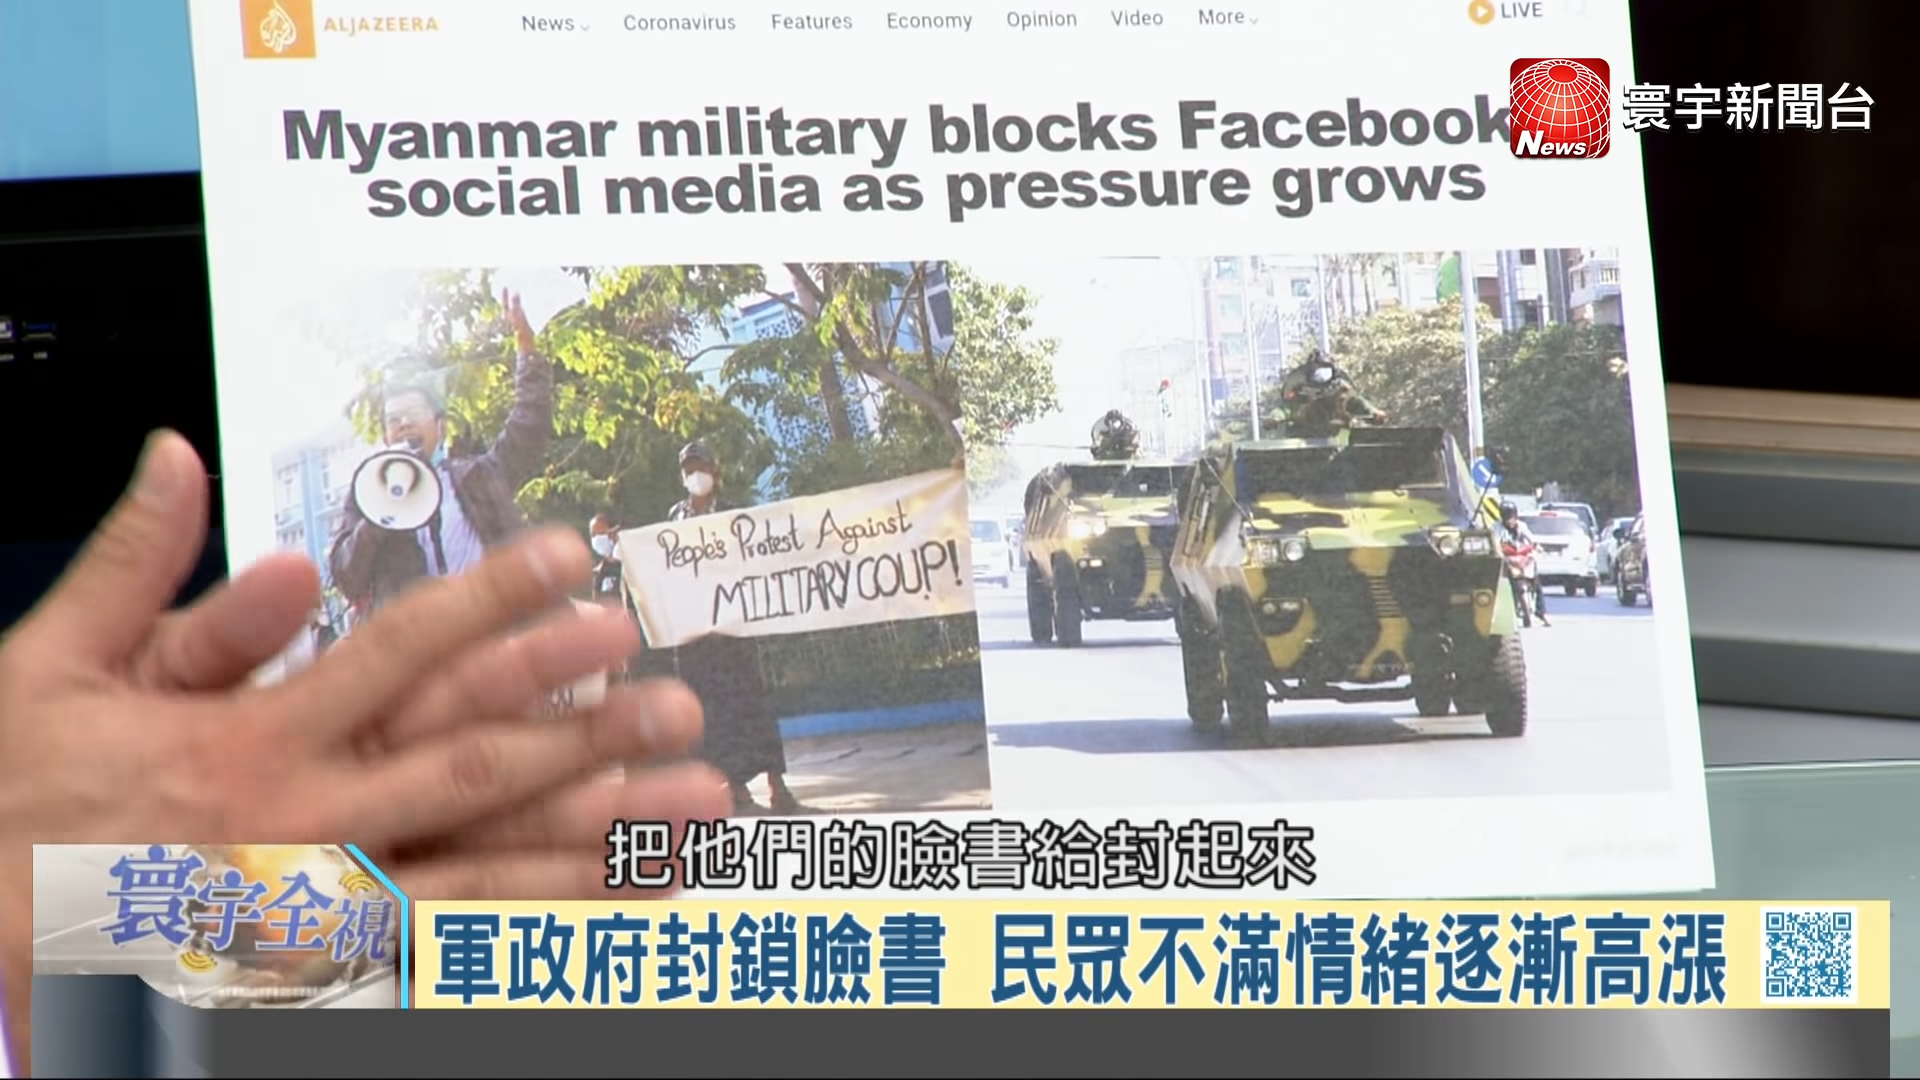 ALJAZEERA
News Coronavirus Features Economy Opinion Video More
LIVE
Myanmar military blocks Facebook
social media as pressure grows
News
寰宇新聞台
People's Protest Against
MILITARY COUP!
把他們的臉書給封起來
寰宇全視
軍政府封鎖臉書 民眾不滿情緒逐漸高漲